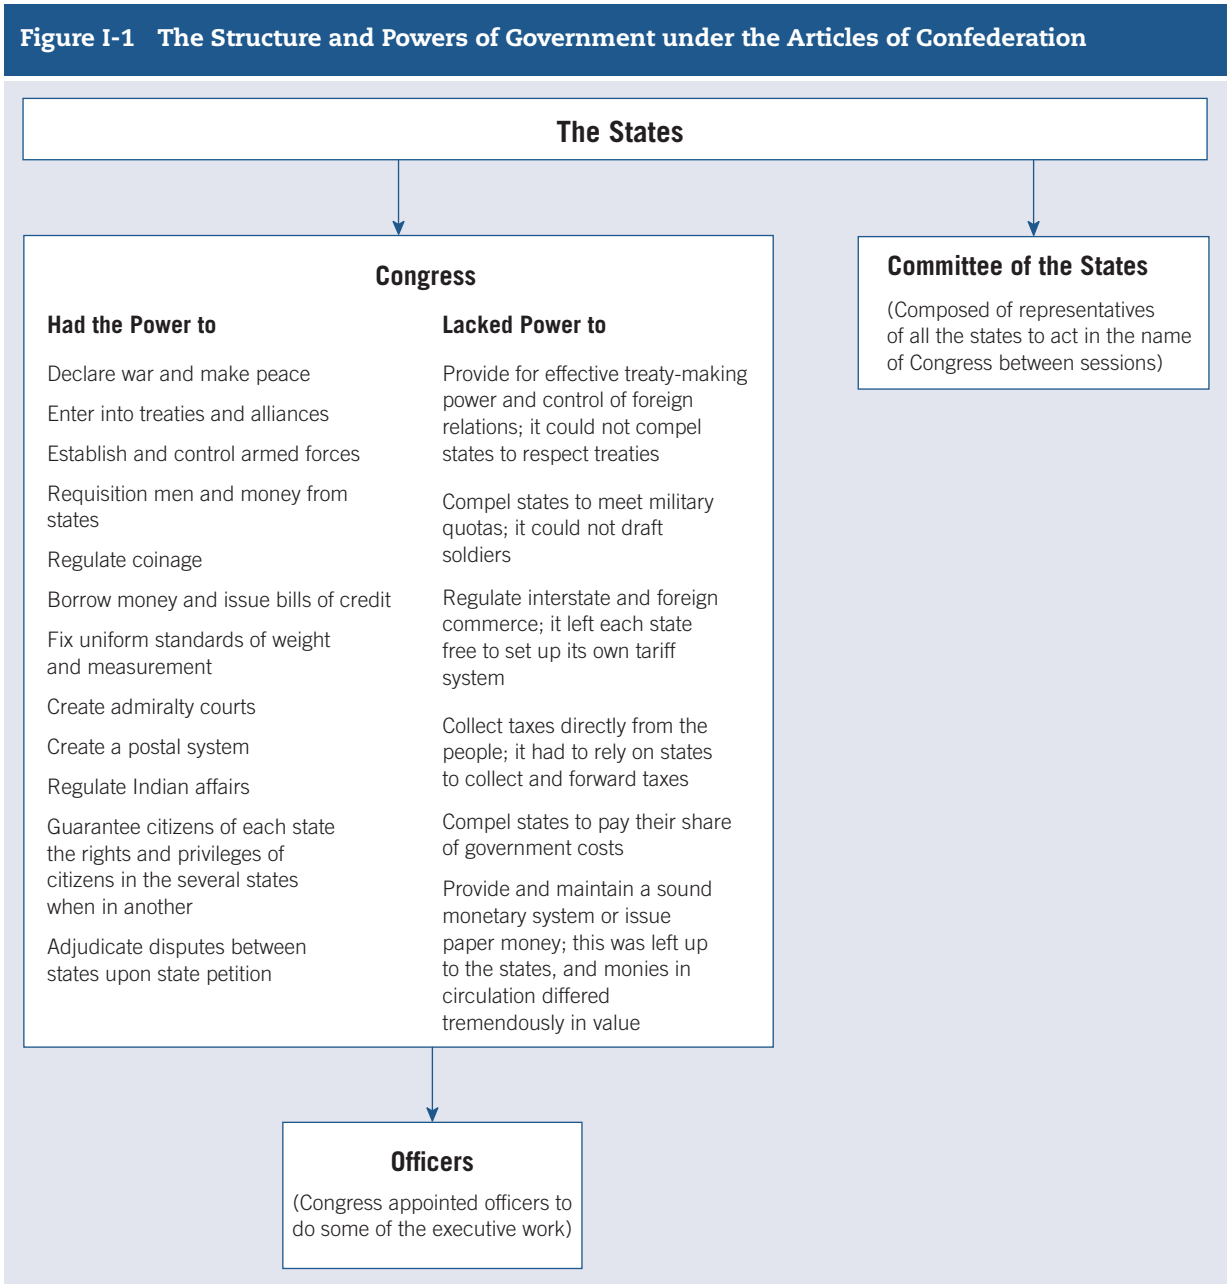 Figure I-1 The Structure and Powers of Government under the Articles of Confederation
The States
Congress
Had the Power to
Declare war and make peace
Enter into treaties and alliances
Establish and control armed forces
Requisition men and money from
states
Regulate coinage
Borrow money and issue bills of credit
Fix uniform standards of weight
and measurement
Create admiralty courts
Create a postal system
Regulate Indian affairs
Guarantee citizens of each state
the rights and privileges of
citizens in the several states
when in another
Adjudicate disputes between
states upon state petition
Lacked Power to
Provide for effective treaty-making
power and control of foreign
relations; it could not compel
states to respect treaties
Compel states to meet military
quotas; it could not draft
soldiers
Regulate interstate and foreign
commerce; it left each state
free to set up its own tariff
system
Collect taxes directly from the
people; it had to rely on states
to collect and forward taxes
Compel states to pay their share
of government costs
Provide and maintain a sound
monetary system or issue
paper money; this was left up
to the states, and monies in
circulation differed
tremendously in value
Committee of the States
(Composed of representatives
of all the states to act in the name
of Congress between sessions)
Officers
(Congress appointed officers to
do some of the executive work)